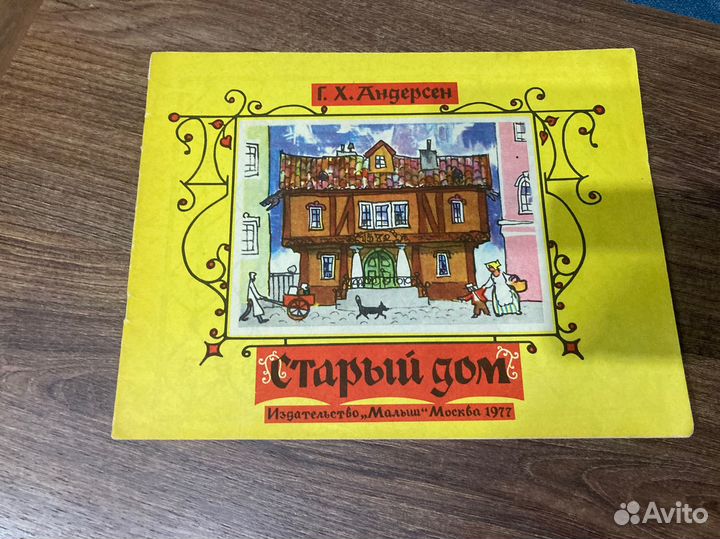 Г. Х. Андерсен
Старый дом
Издательство „Малыш“ Москва 1977
Avito